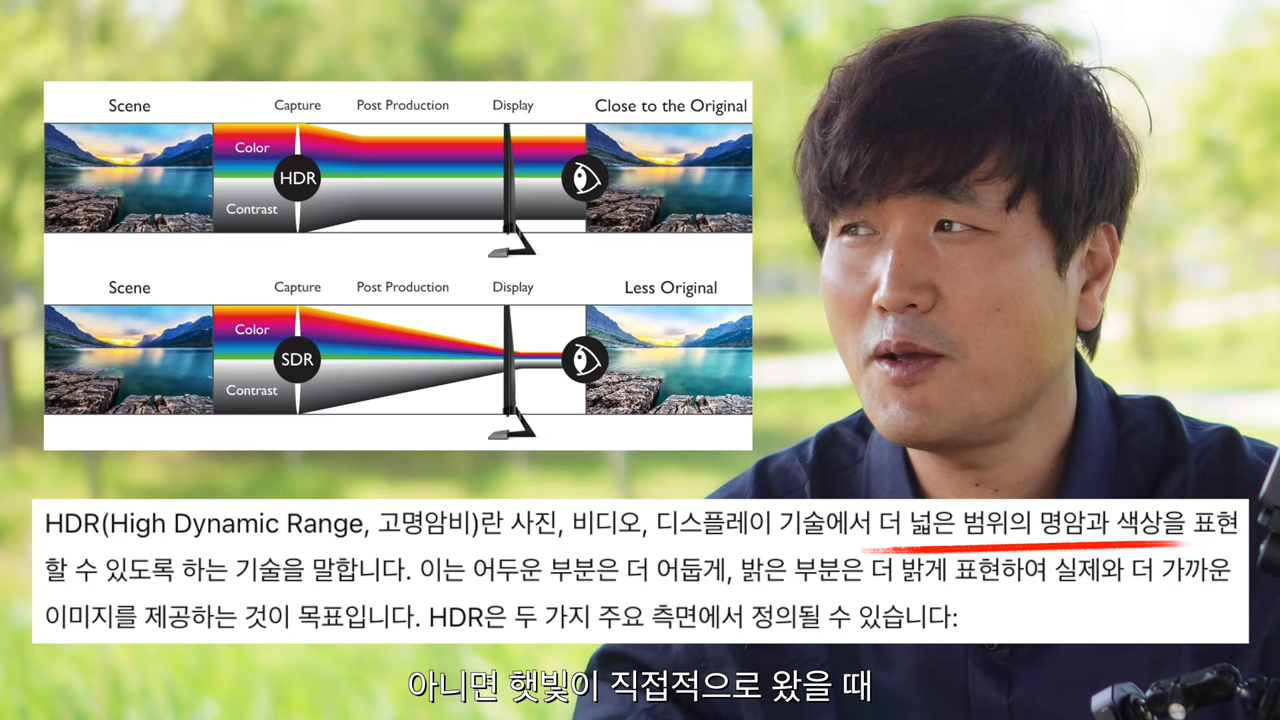 Scene Capture Post Production Display Close to the Original
Color
HDR
Contrast
Scene Capture Post Production Display Less Original
Color
SDR
Contrast
HDR(High Dynamic Range, 고명암비)란 사진, 비디오, 디스플레이 기술에서 더 넓은 범위의 명암과 색상을 표현
할 수 있도록 하는 기술을 말합니다. 이는 어두운 부분은 더 어둡게, 밝은 부분은 더 밝게 표현하여 실제와 더 가까운
이미지를 제공하는 것이 목표입니다. HDR은 두 가지 주요 측면에서 정의될 수 있습니다:
아니면 햇빛이 직접적으로 왔을 때